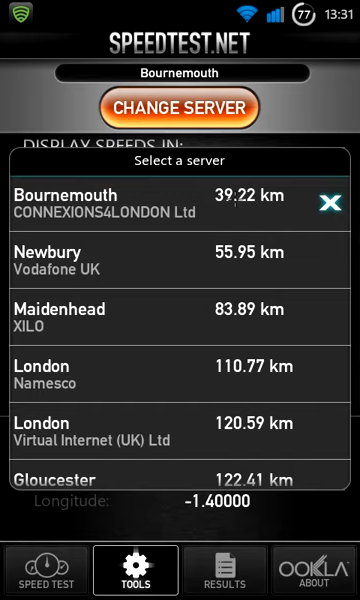 77
13:31
SPEEDTEST.NET
Bournemouth
CHANGE SERVER
DISPLAY SPEEDS IN:
Select a server
Bournemouth 39.22 km
CONNEXIONS4LONDON Ltd
Newbury 55.95 km
Vodafone UK
Maidenhead 83.89 km
XILO
London 110.77 km
Namesco
London 120.59 km
Virtual Internet (UK) Ltd
Gloucester 122.41 km
Longitude: -1.40000
SPEED TEST
TOOLS
RESULTS
OOKLA
ABOUT